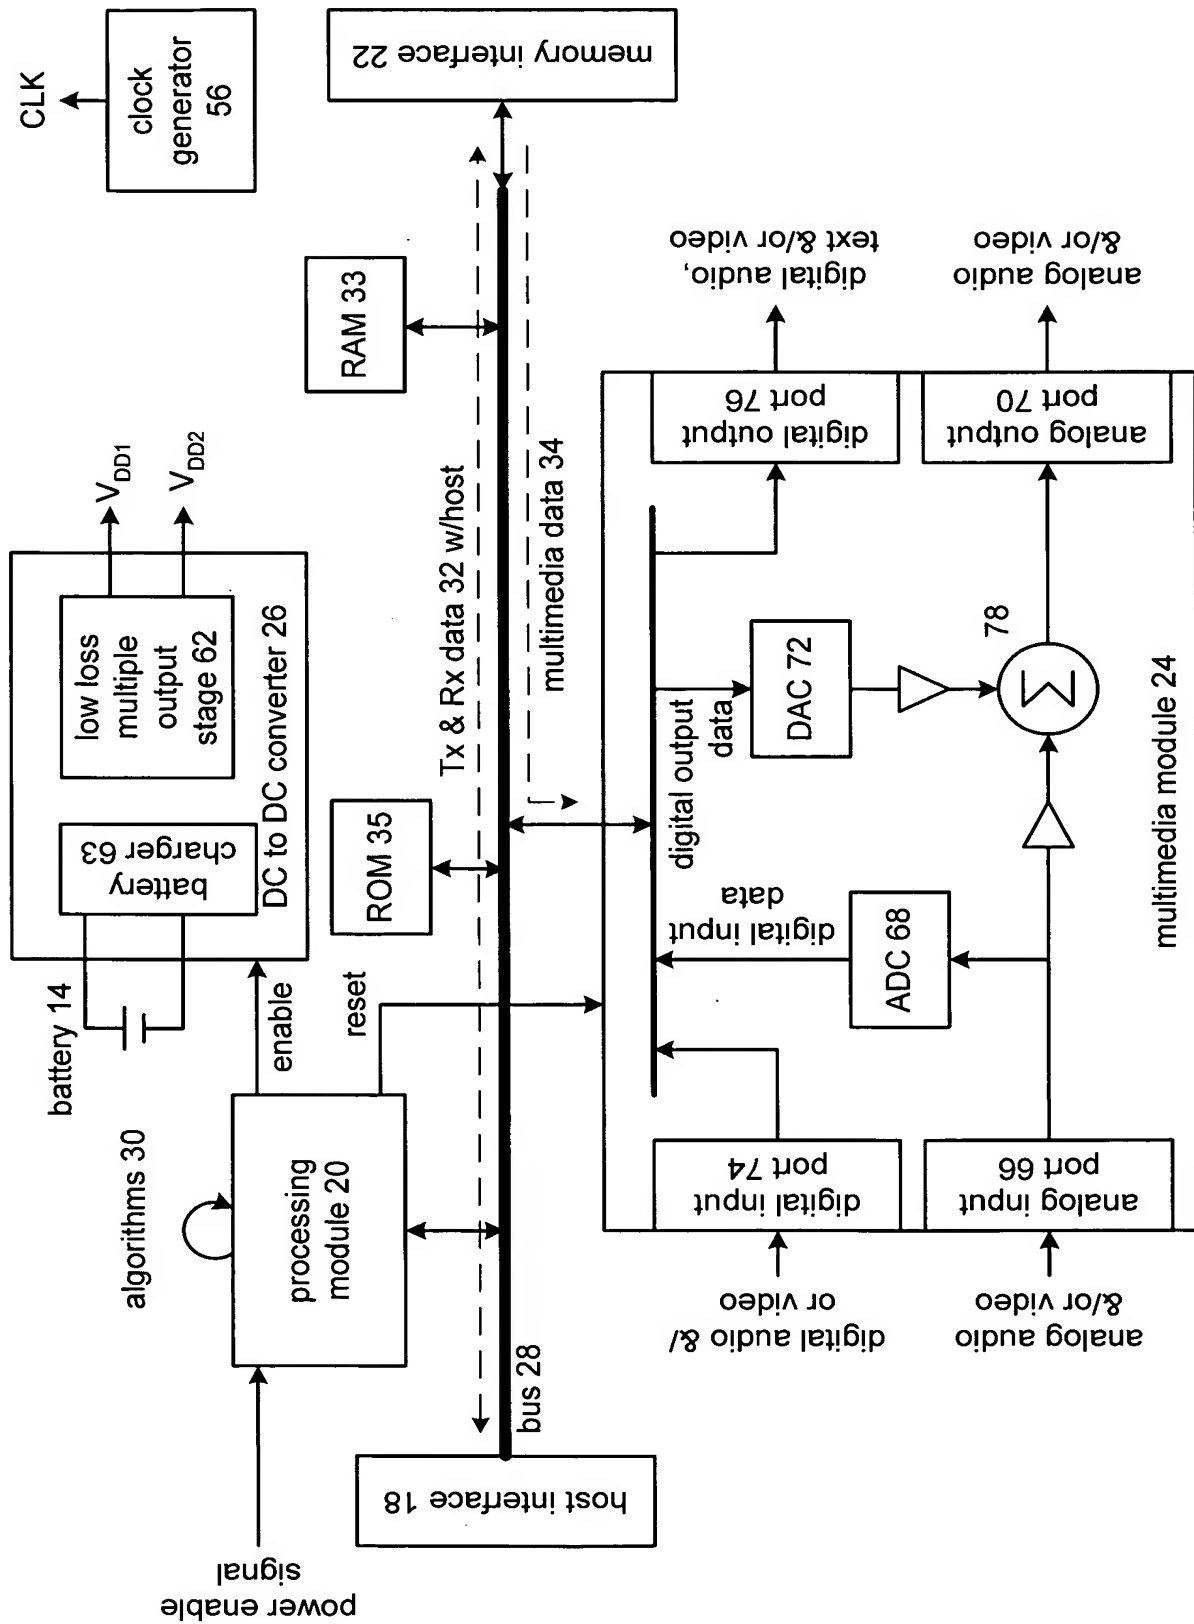 CLK
clock
generator
56
V_DD1
V_DD2
low loss
multiple
output
stage 62
battery
charger 63
DC to DC converter 26
battery 14
enable
algorithms 30
processing
module 20
reset
power enable
signal
memory interface 22
RAM 33
ROM 35
Tx & Rx data 32 w/host
multimedia data 34
bus 28
host interface 18
digital input
port 74
digital audio &/
or video
analog input
port 66
analog audio
&/or video
ADC 68
digital input
data
digital output
data
DAC 72
Σ
78
digital output
port 76
digital audio,
text &/or video
analog output
port 70
analog audio
&/or video
multimedia module 24